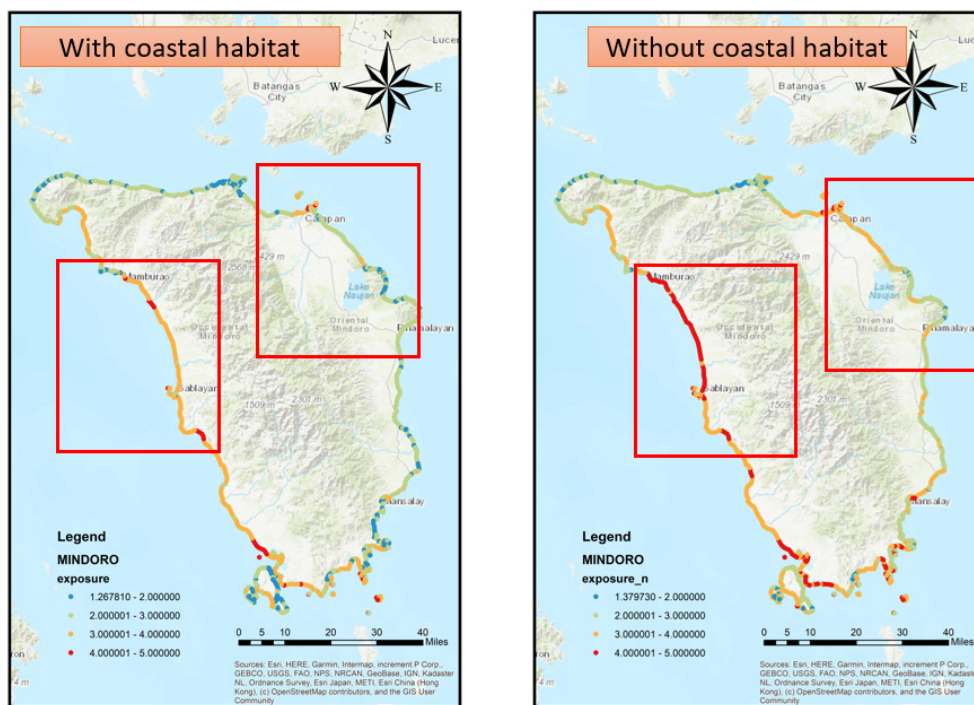 With coastal habitat
N
W
E
S
Lucer
Batangas
City
Calapan
2429 m
2568 m
Mamburao
Lake
Naujan
Oriental
Mindoro
Occidental
Mindoro
Pinamalayan
Sablayan
2301 m
1509 m
Mansalay
Legend
MINDORO
exposure
1.267810 - 2.000000
2.000001 - 3.000000
3.000001 - 4.000000
4.000001 - 5.000000
0 5 10 20 30 40
Miles
ron
4 m
Sources: Esri, HERE, Garmin, Intermap, increment P Corp.,
GEBCO, USGS, FAO, NPS, NRCAN, GeoBase, IGN, Kadaster
NL, Ordnance Survey, Esri Japan, METI, Esri China (Hong
Kong), (c) OpenStreetMap contributors, and the GIS User
Community
Without coastal habitat
N
W
E
S
Luc
Batangas
City
Calapan
2429 m
Mamburao
Lake
Naujan
Oriental
Mindoro
Occidental
Mindoro
Pinamalayan
Sablayan
2301 m
1509 m
Mansalay
Legend
MINDORO
exposure_n
1.379730 - 2.000000
2.000001 - 3.000000
3.000001 - 4.000000
4.000001 - 5.000000
0 5 10 20 30 40
Miles
ron
4 m
Sources: Esri, HERE, Garmin, Intermap, increment P Corp.,
GEBCO, USGS, FAO, NPS, NRCAN, GeoBase, IGN, Kadaster
NL, Ordnance Survey, Esri Japan, METI, Esri China (Hong
Kong), (c) OpenStreetMap contributors, and the GIS User
Community